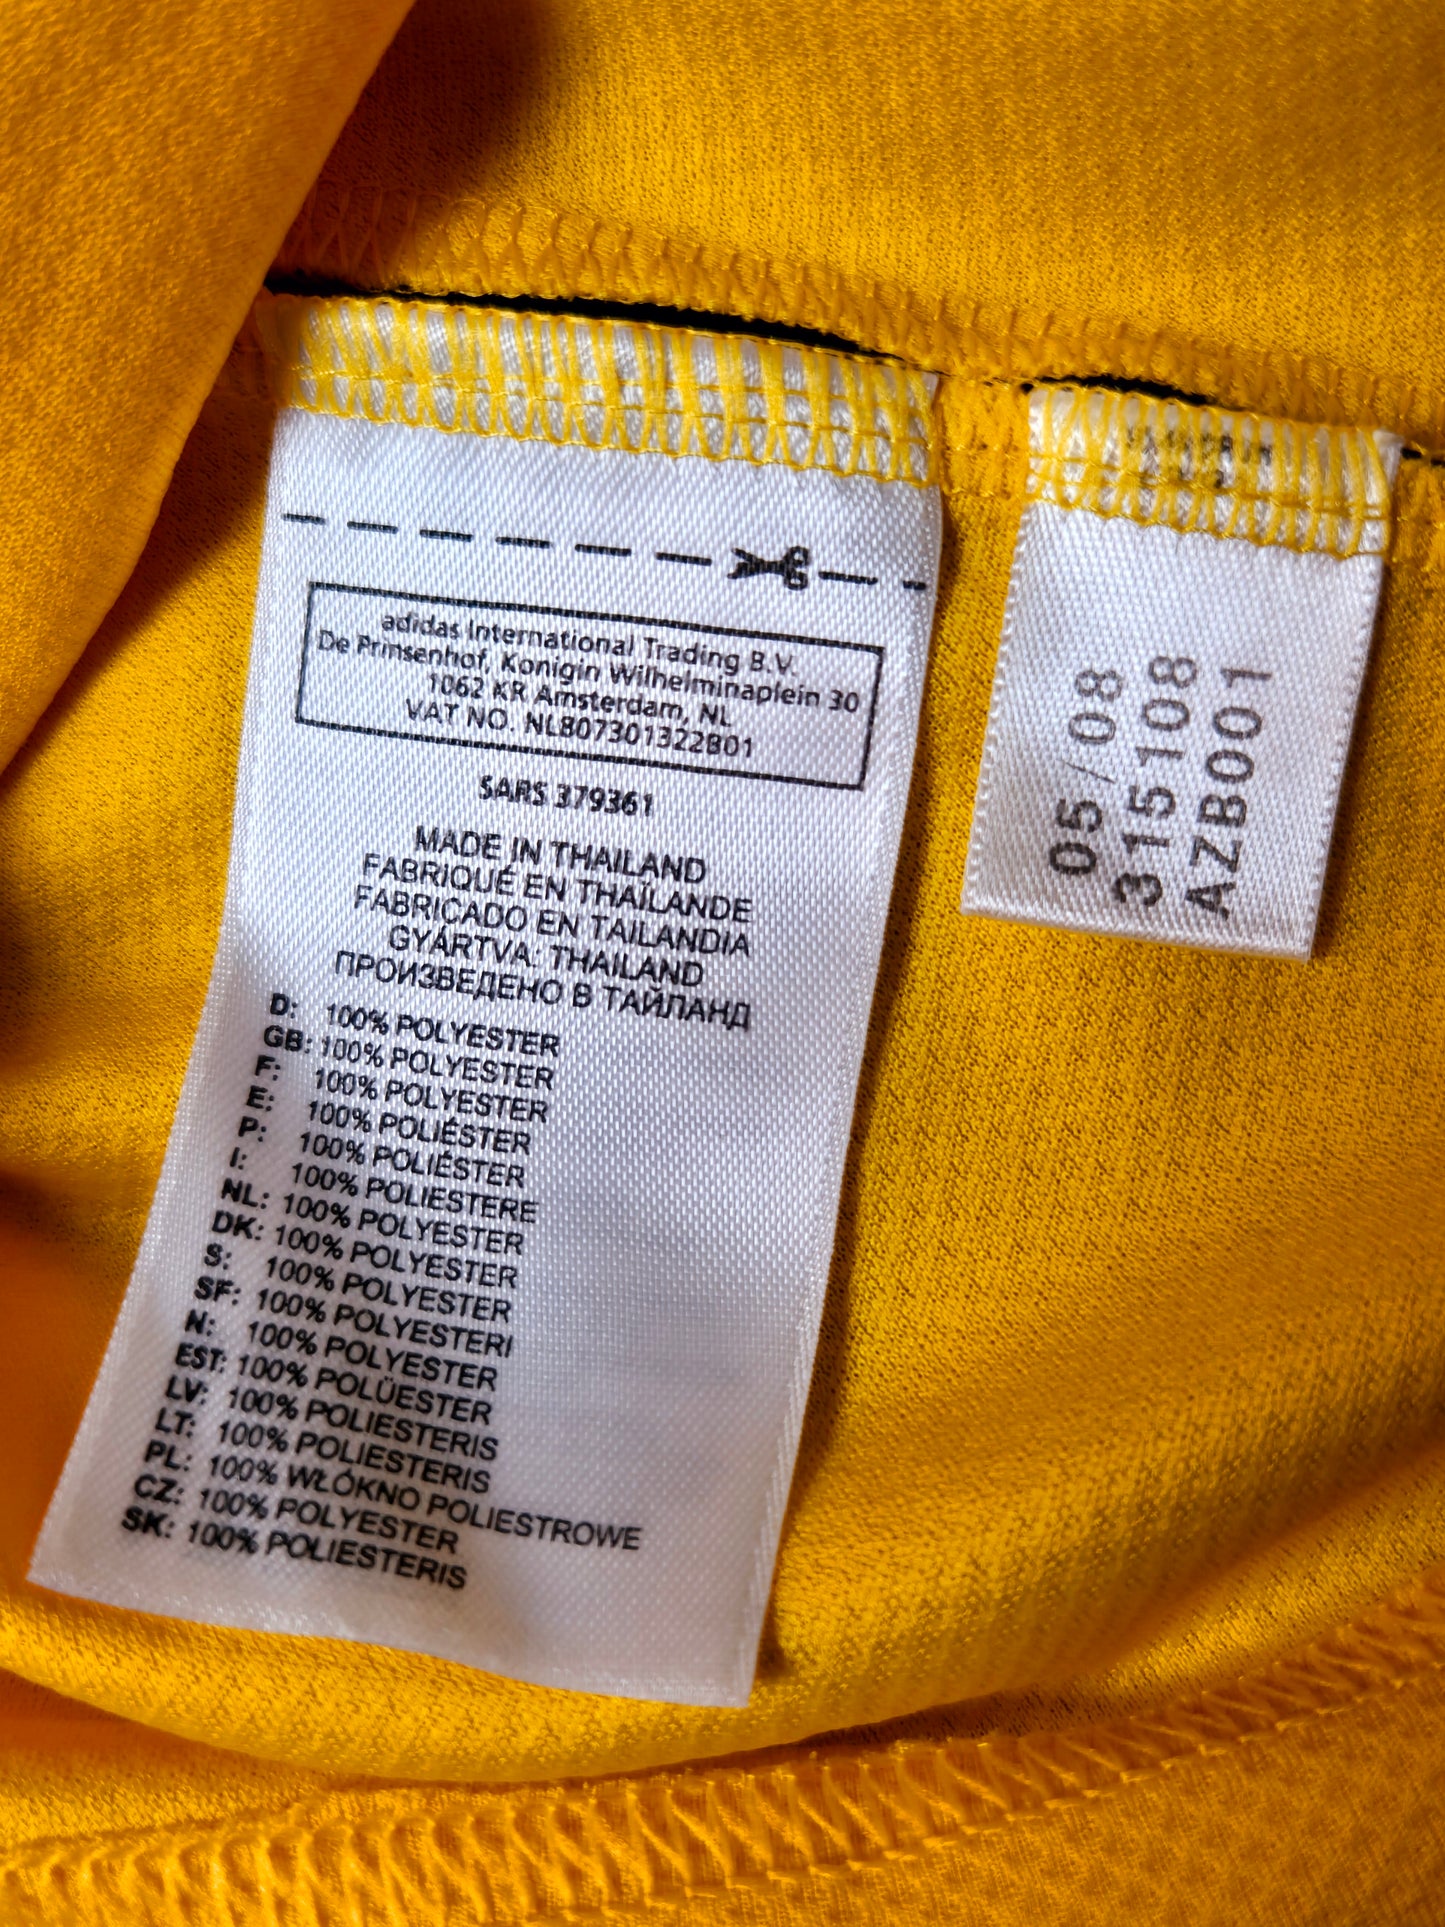 adidas International Trading B.V.
De Prinsenhof, Konigin Wilhelminaplein 30
1062 KR Amsterdam, NL
VAT NO. NL807301322B01
SARS 379361
MADE IN THAILAND
FABRIQUÉ EN THAÏLANDE
FABRICADO EN TAILANDIA
GYÁRTVA: THAILAND
ПРОИЗВЕДЕНО В ТАЙЛАНД
D: 100% POLYESTER
GB: 100% POLYESTER
F: 100% POLYESTER
E: 100% POLIÉSTER
P: 100% POLIÉSTER
I: 100% POLIESTERE
NL: 100% POLYESTER
DK: 100% POLYESTER
S: 100% POLYESTER
SF: 100% POLYESTERI
N: 100% POLYESTER
EST: 100% POLÜESTER
LV: 100% POLIESTERIS
LT: 100% POLIESTERIS
PL: 100% WŁÓKNO POLIESTROWE
CZ: 100% POLYESTER
SK: 100% POLIESTERIS
05/08
315108
AZB001